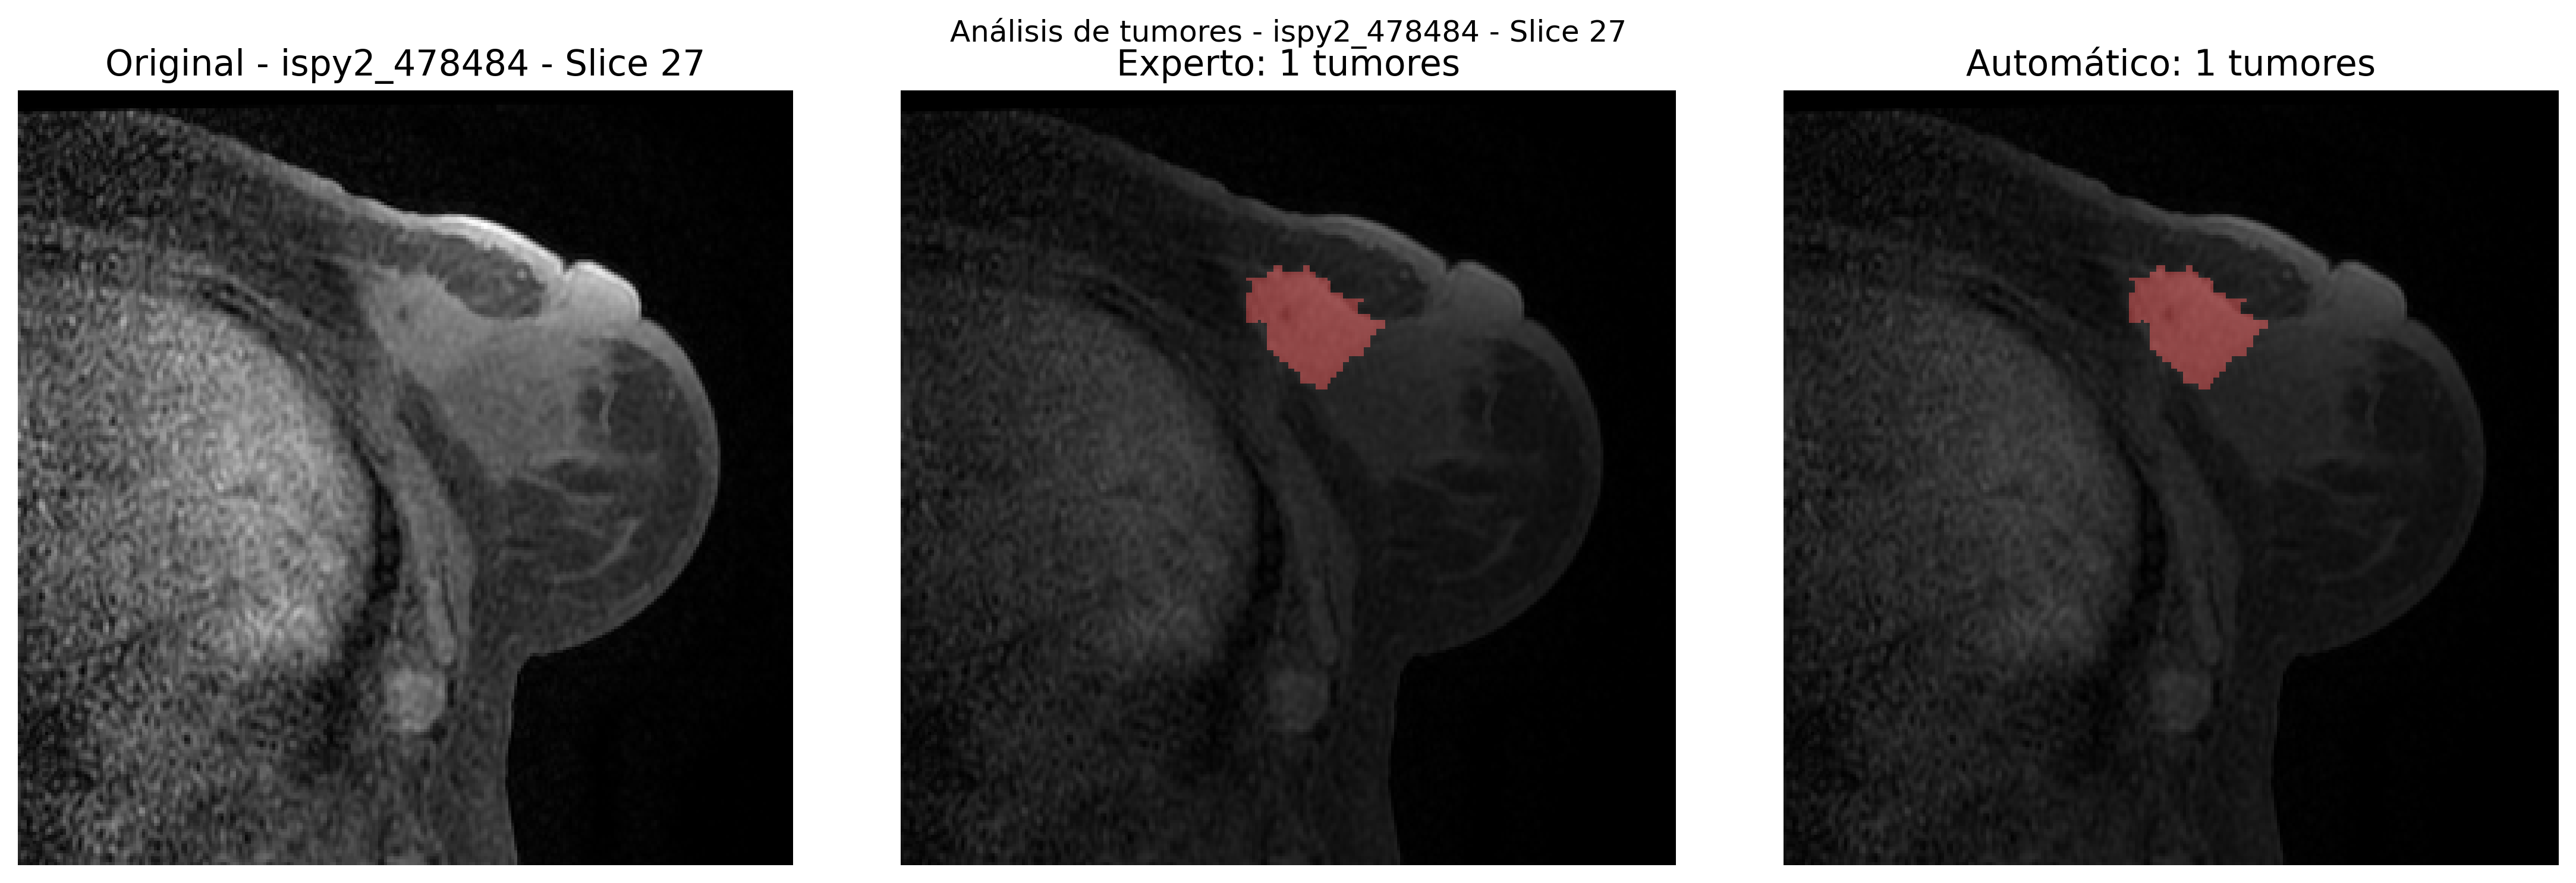 Análisis de tumores - ispy2_478484 - Slice 27
Original - ispy2_478484 - Slice 27
Experto: 1 tumores
Automático: 1 tumores